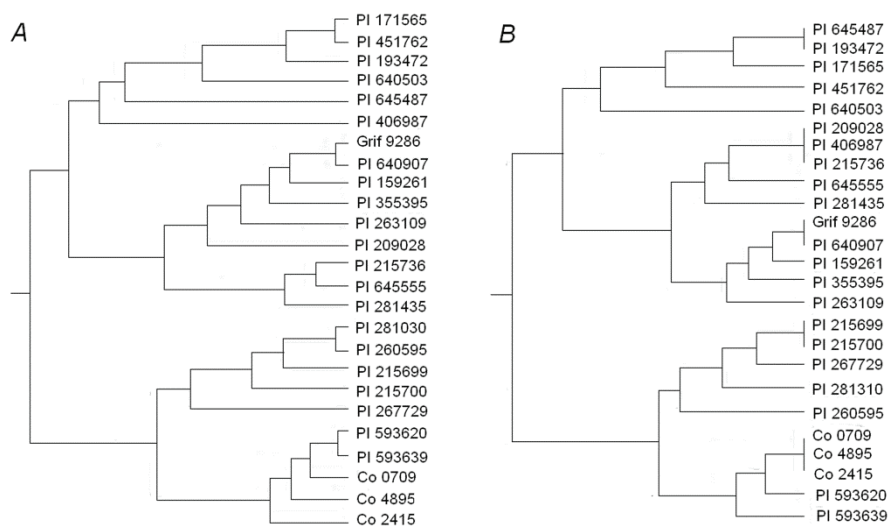 A
PI 171565
PI 451762
PI 193472
PI 640503
PI 645487
PI 406987
Grif 9286
PI 640907
PI 159261
PI 355395
PI 263109
PI 209028
PI 215736
PI 645555
PI 281435
PI 281030
PI 260595
PI 215699
PI 215700
PI 267729
PI 593620
PI 593639
Co 0709
Co 4895
Co 2415
B
PI 645487
PI 193472
PI 171565
PI 451762
PI 640503
PI 209028
PI 406987
PI 215736
PI 645555
PI 281435
Grif 9286
PI 640907
PI 159261
PI 355395
PI 263109
PI 215699
PI 215700
PI 267729
PI 281310
PI 260595
Co 0709
Co 4895
Co 2415
PI 593620
PI 593639